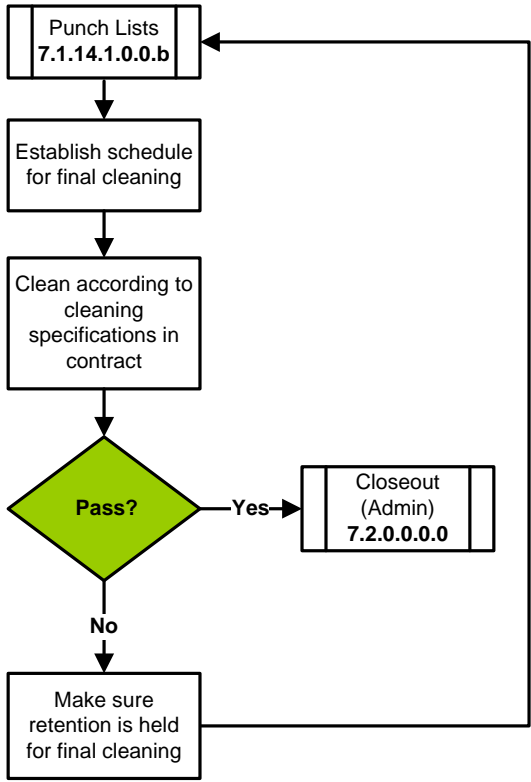 Punch Lists
7.1.14.1.0.0.b
Establish schedule
for final cleaning
Clean according to
cleaning
specifications in
contract
Pass?
Yes
Closeout
(Admin)
7.2.0.0.0.0
No
Make sure
retention is held
for final cleaning